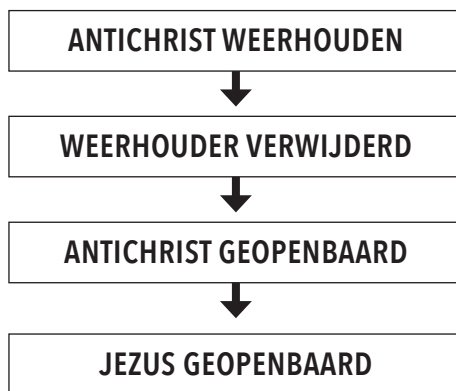 ANTICHRIST WEERHOUDEN
WEERHOUDER VERWIJDERD
ANTICHRIST GEOPENBAARD
JEZUS GEOPENBAARD